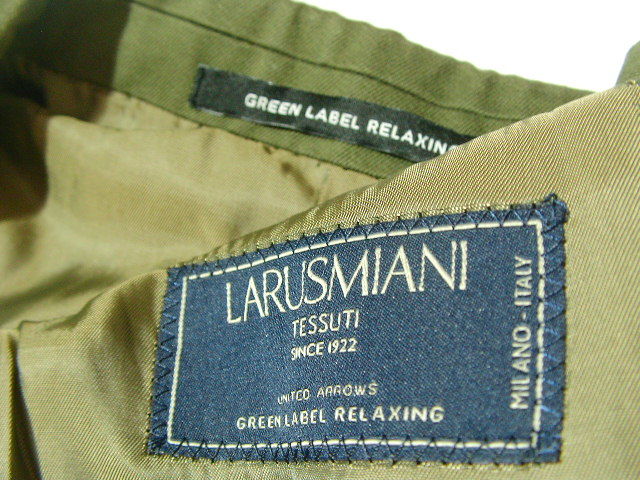 GREEN LABEL RELAXING
LARUSMIANI
TESSUTI
SINCE 1922
UNITED ARROWS
GREEN LABEL RELAXING
MILANO - ITALY